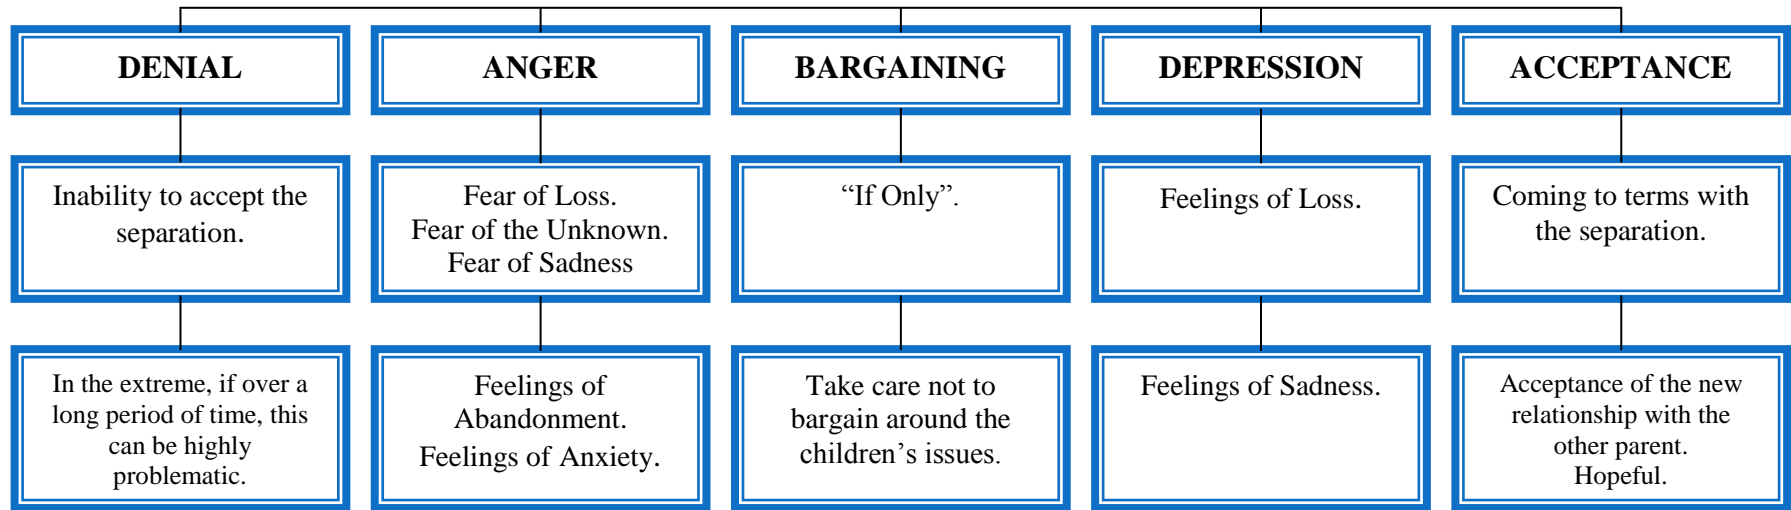 DENIAL
ANGER
BARGAINING
DEPRESSION
ACCEPTANCE
Inability to accept the
separation.
Fear of Loss.
Fear of the Unknown.
Fear of Sadness
“If Only”.
Feelings of Loss.
Coming to terms with
the separation.
In the extreme, if over a
long period of time, this
can be highly
problematic.
Feelings of
Abandonment.
Feelings of Anxiety.
Take care not to
bargain around the
children’s issues.
Feelings of Sadness.
Acceptance of the new
relationship with the
other parent.
Hopeful.